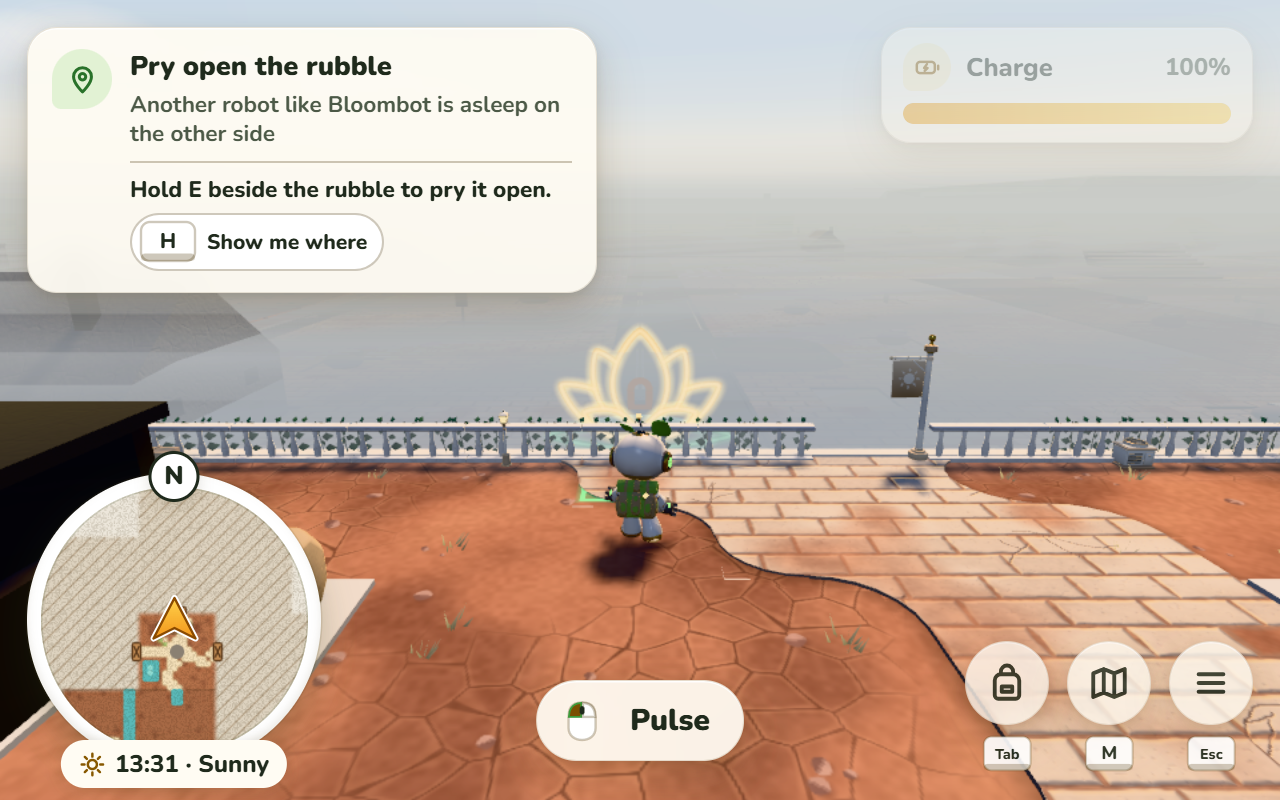 Pry open the rubble
Another robot like Bloombot is asleep on
the other side
Hold E beside the rubble to pry it open.
H Show me where
Charge 100%
N
13:31 · Sunny
Pulse
Tab
M
Esc